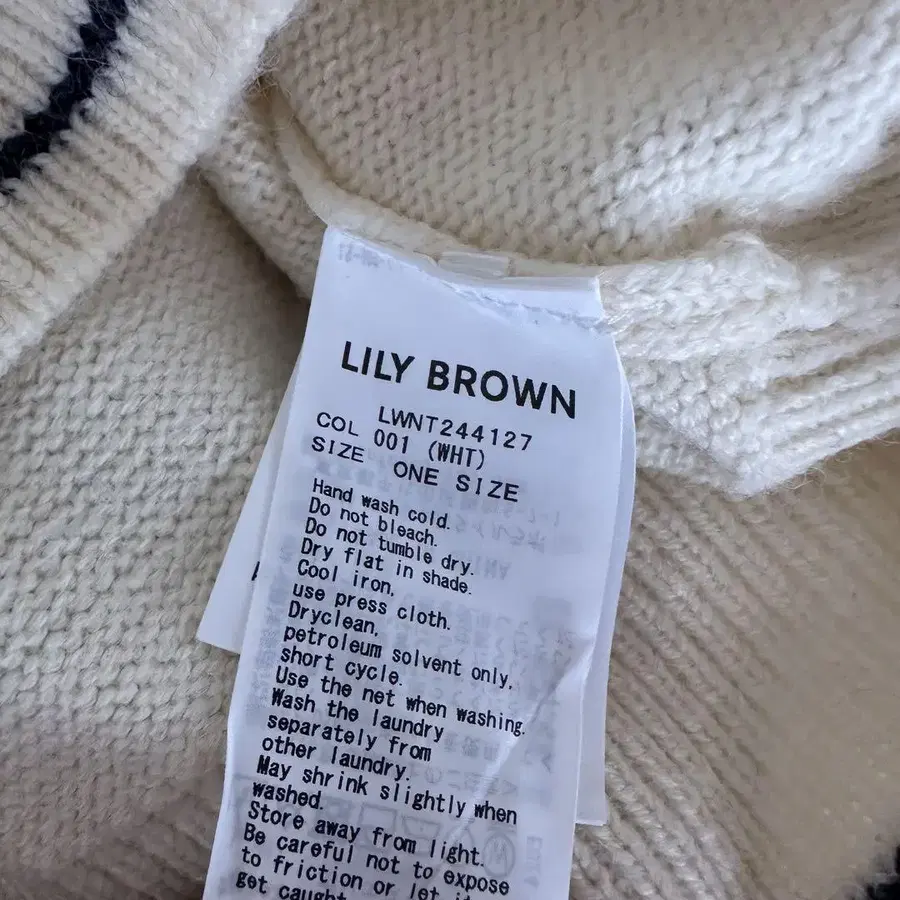 LILY BROWN
LWNT244127
COL 001 (WHT)
SIZE ONE SIZE
Hand wash cold.
Do not bleach.
Do not tumble dry.
Dry flat in shade.
Cool iron,
use press cloth.
Dryclean,
petroleum solvent only,
short cycle.
Use the net when washing.
Wash the laundry
separately from
other laundry.
May shrink slightly when
washed.
Store away from light.
Be careful not to expose
to friction or let it
get caught